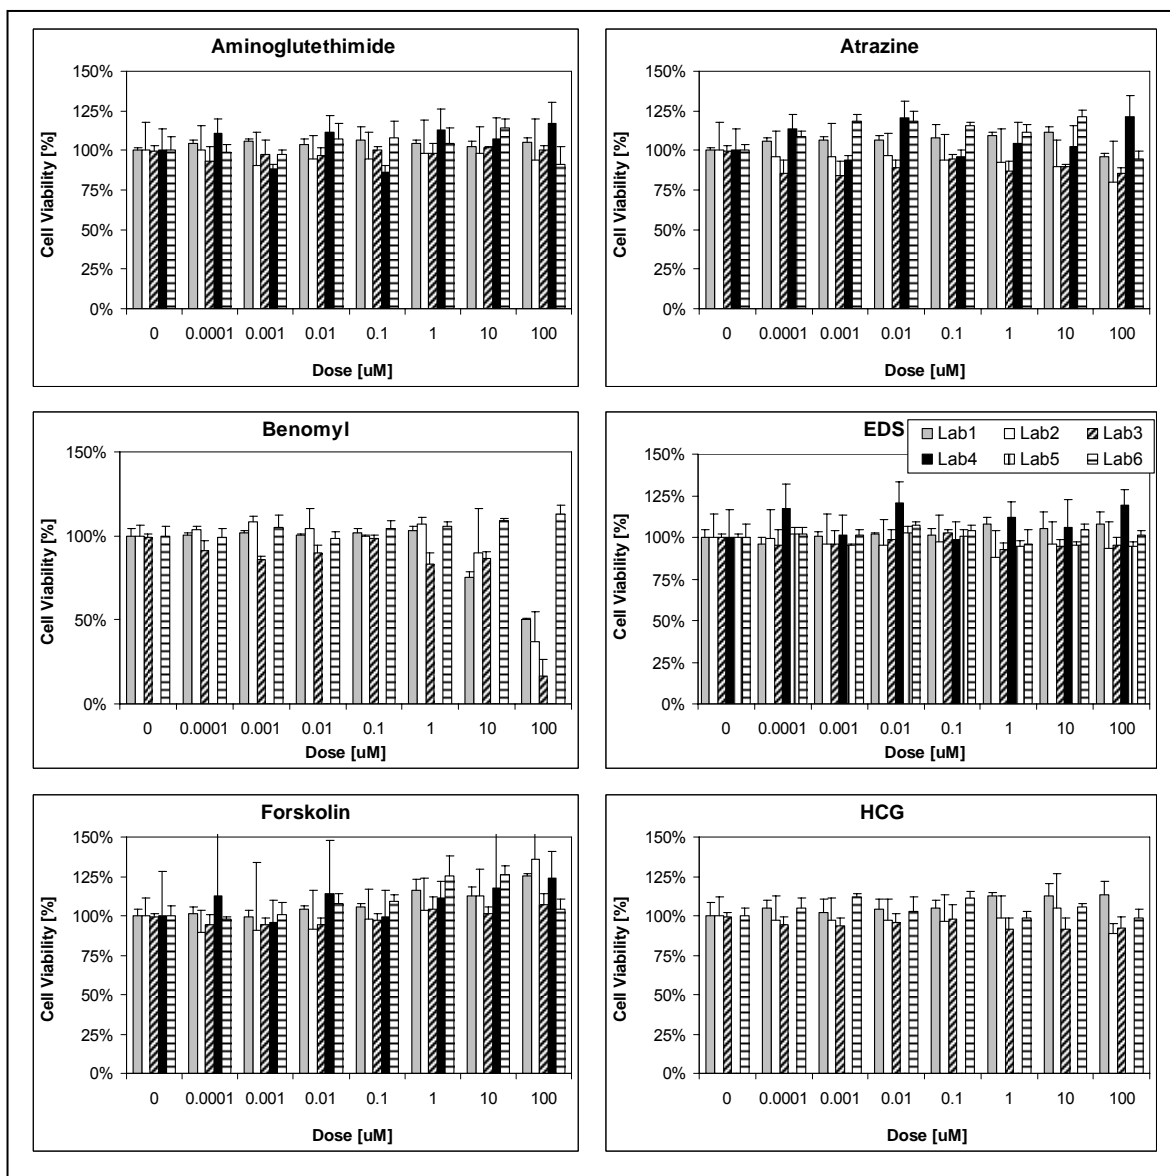 Aminoglutethimide
150%
125%
100%
75%
50%
25%
0%
Cell Viability [%]
0 0.0001 0.001 0.01 0.1 1 10 100
Dose [uM]
Atrazine
150%
125%
100%
75%
50%
25%
0%
Cell Viability [%]
0 0.0001 0.001 0.01 0.1 1 10 100
Dose [uM]
Benomyl
150%
100%
50%
0%
Cell Viability [%]
0 0.0001 0.001 0.01 0.1 1 10 100
Dose [uM]
EDS
Lab1 Lab2 Lab3
Lab4 Lab5 Lab6
150%
125%
100%
75%
50%
25%
0%
Cell Viability [%]
0 0.0001 0.001 0.01 0.1 1 10 100
Dose [uM]
Forskolin
150%
125%
100%
75%
50%
25%
0%
Cell Viability [%]
0 0.0001 0.001 0.01 0.1 1 10 100
Dose [uM]
HCG
150%
125%
100%
75%
50%
25%
0%
Cell Viability [%]
0 0.0001 0.001 0.01 0.1 1 10 100
Dose [uM]